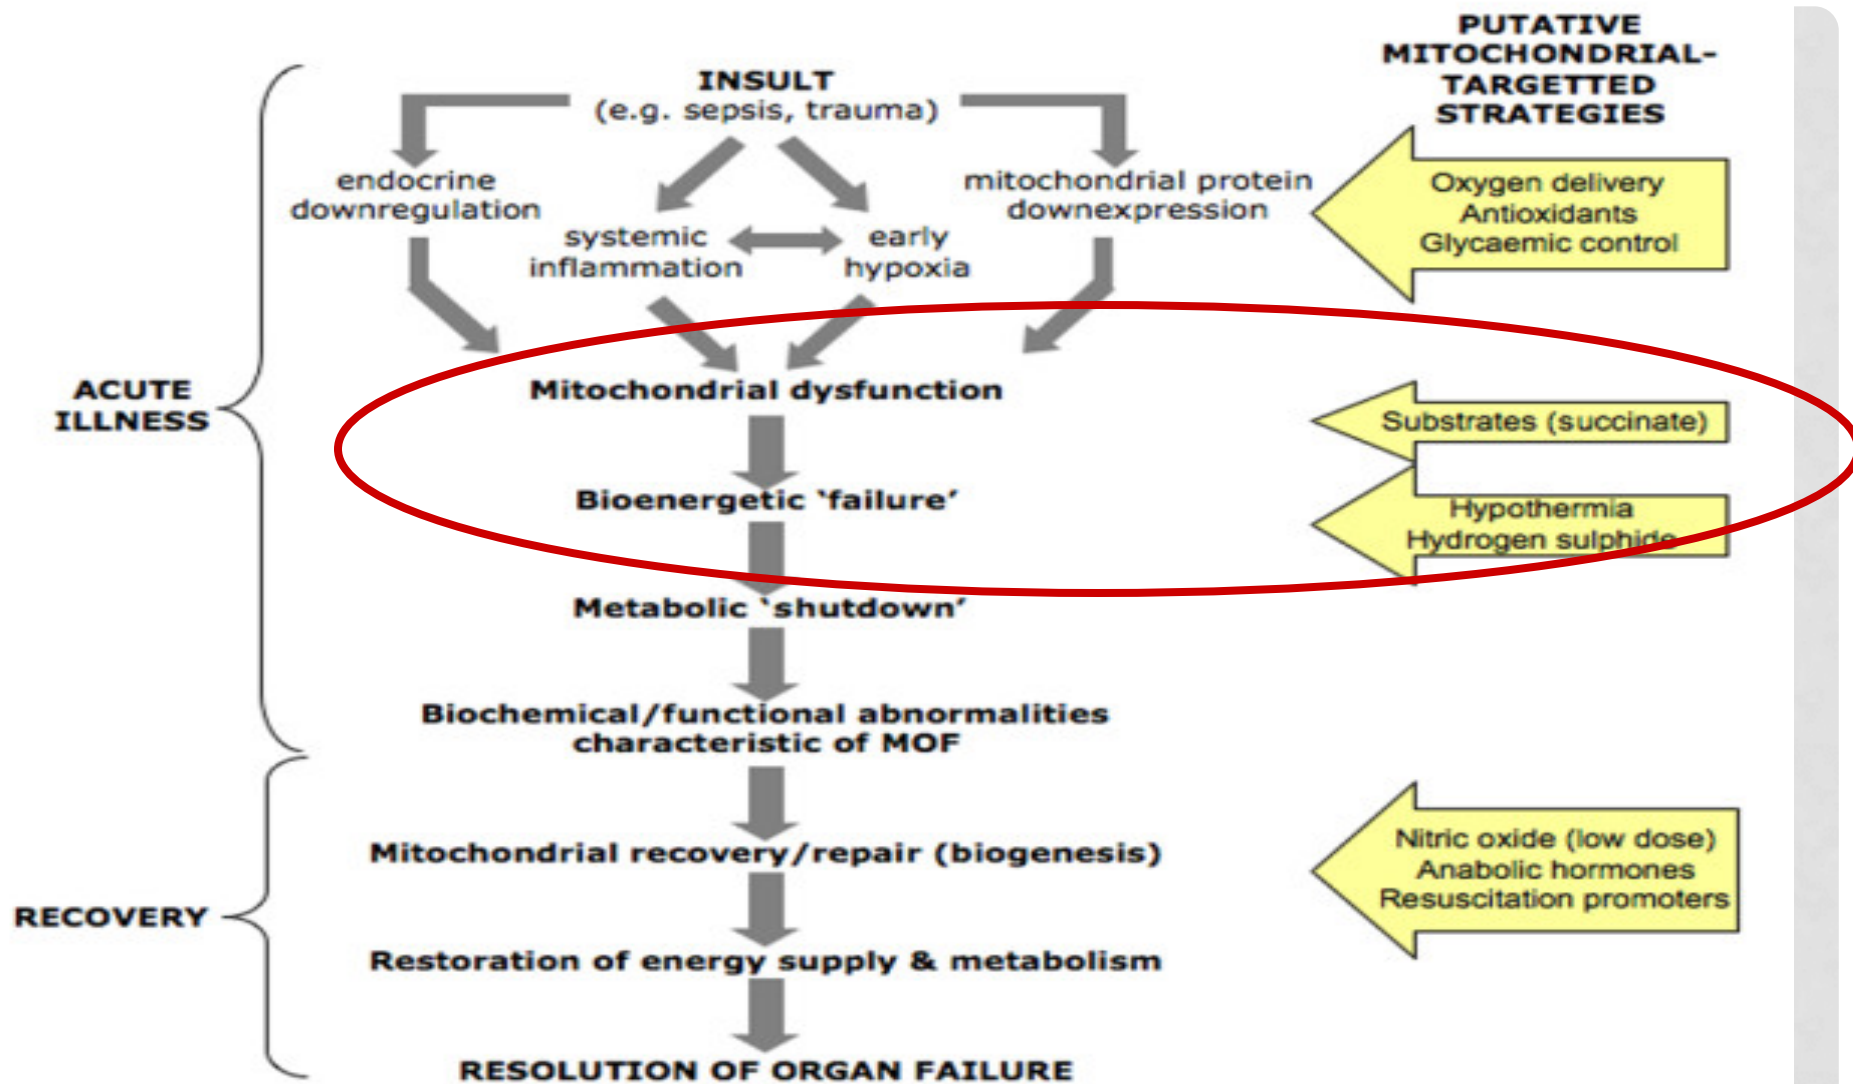 PUTATIVE
MITOCHONDRIAL-
TARGETTED
STRATEGIES
INSULT
(e.g. sepsis, trauma)
endocrine
downregulation
systemic
inflammation
early
hypoxia
mitochondrial protein
downexpression
Oxygen delivery
Antioxidants
Glycaemic control
ACUTE
ILLNESS
Mitochondrial dysfunction
Substrates (succinate)
Bioenergetic ‘failure’
Hypothermia
Hydrogen sulphide
Metabolic ‘shutdown’
Biochemical/functional abnormalities
characteristic of MOF
Mitochondrial recovery/repair (biogenesis)
Nitric oxide (low dose)
Anabolic hormones
Resuscitation promoters
RECOVERY
Restoration of energy supply & metabolism
RESOLUTION OF ORGAN FAILURE